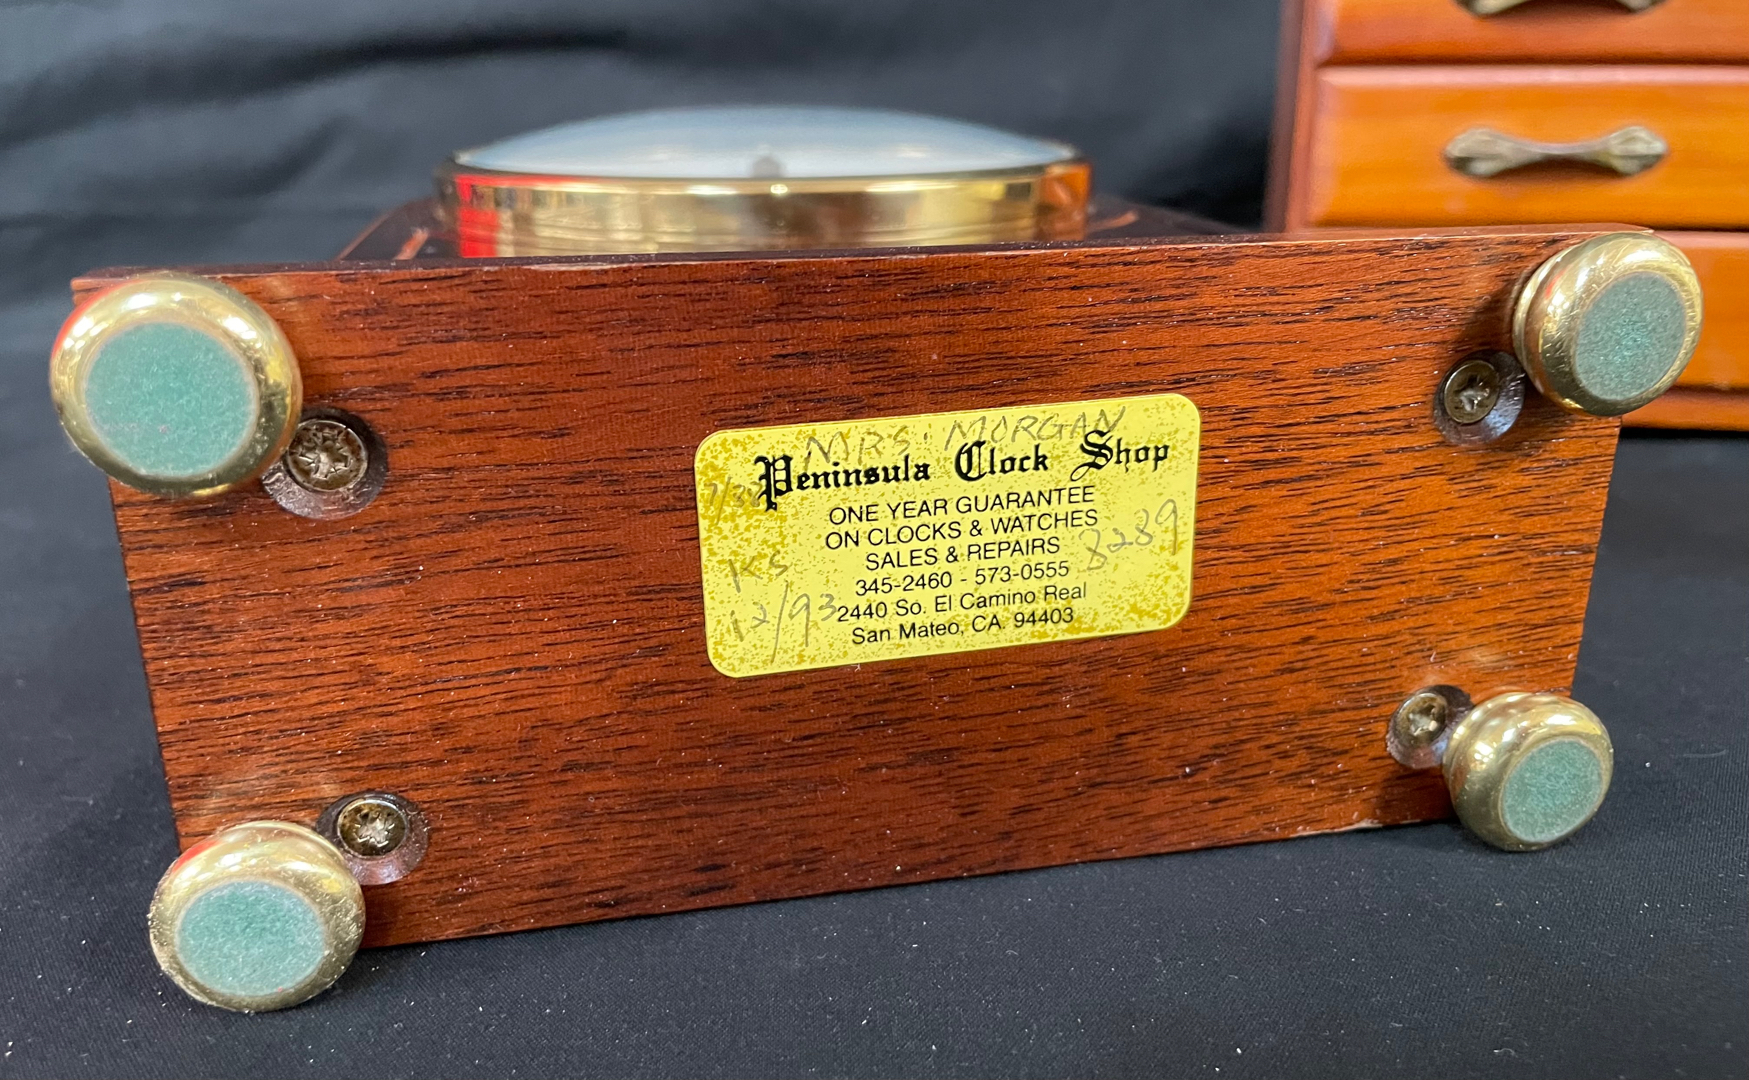 MRS. MORGAN
Peninsula Clock Shop
ONE YEAR GUARANTEE
ON CLOCKS & WATCHES
SALES & REPAIRS
8289
345-2460 - 573-0555
KS
12/93
2440 So. El Camino Real
San Mateo, CA. 94403